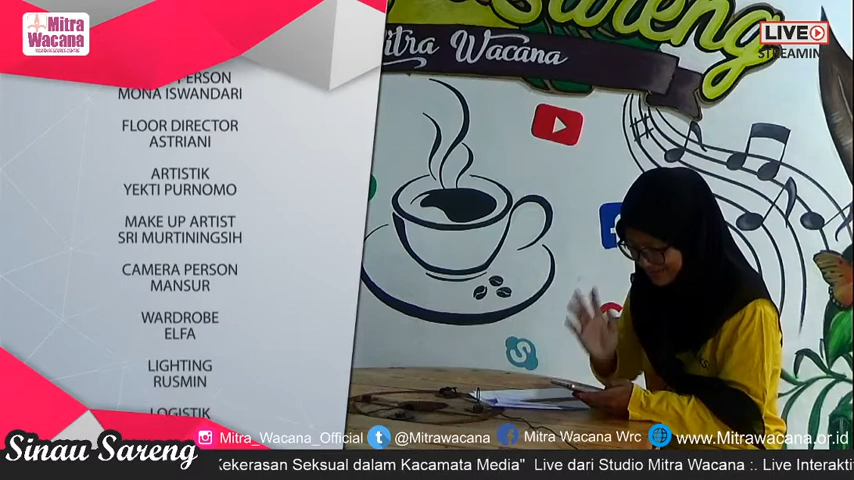 Mitra
Wacana
PERSON
MONA ISWANDARI
FLOOR DIRECTOR
ASTRIANI
ARTISTIK
YEKTI PURNOMO
MAKE UP ARTIST
SRI MURTININGSIH
CAMERA PERSON
MANSUR
WARDROBE
ELFA
LIGHTING
RUSMIN
LOGISTIK
Sareng
Mitra Wacana
LIVE
STREAMING
Sinau Sareng
Mitra_Wacana_Official @Mitrawacana Mitra Wacana Wrc www.Mitrawacana.or.id
Kekerasan Seksual dalam Kacamata Media" Live dari Studio Mitra Wacana :. Live Interakti